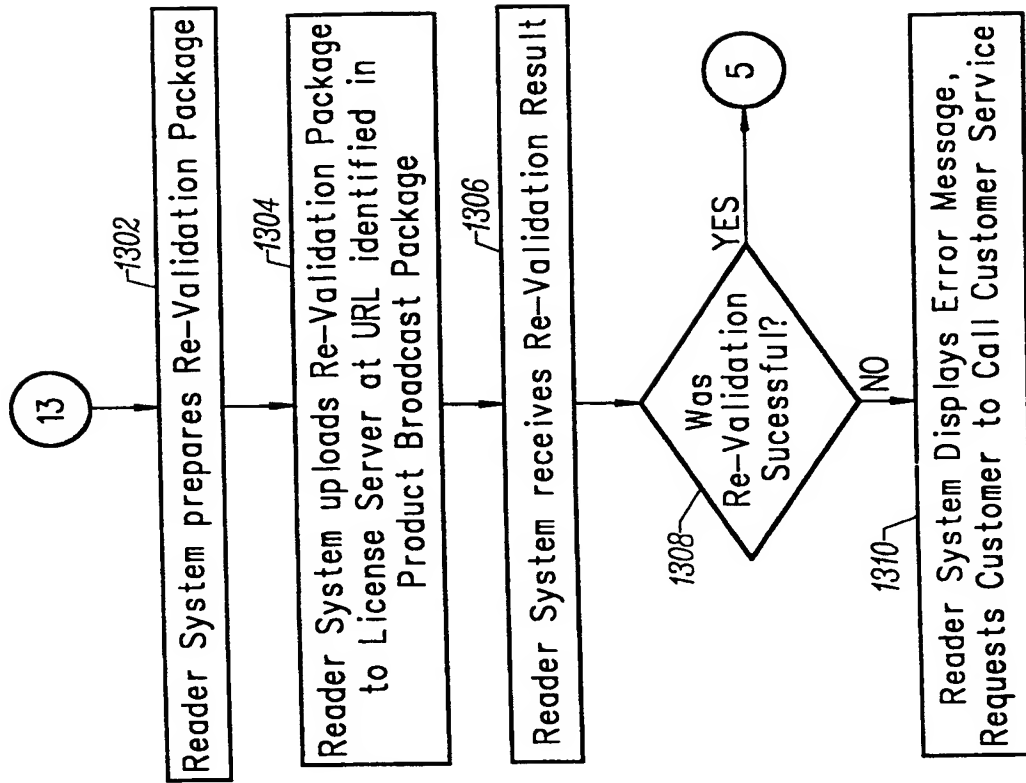 13
1302
Reader System prepares Re-Validation Package
1304
Reader System uploads Re-Validation Package
to License Server at URL identified in
Product Broadcast Package
1306
Reader System receives Re-Validation Result
1308
Was
Re-Validation
Sucessful?
YES
5
NO
1310
Reader System Displays Error Message,
Requests Customer to Call Customer Service